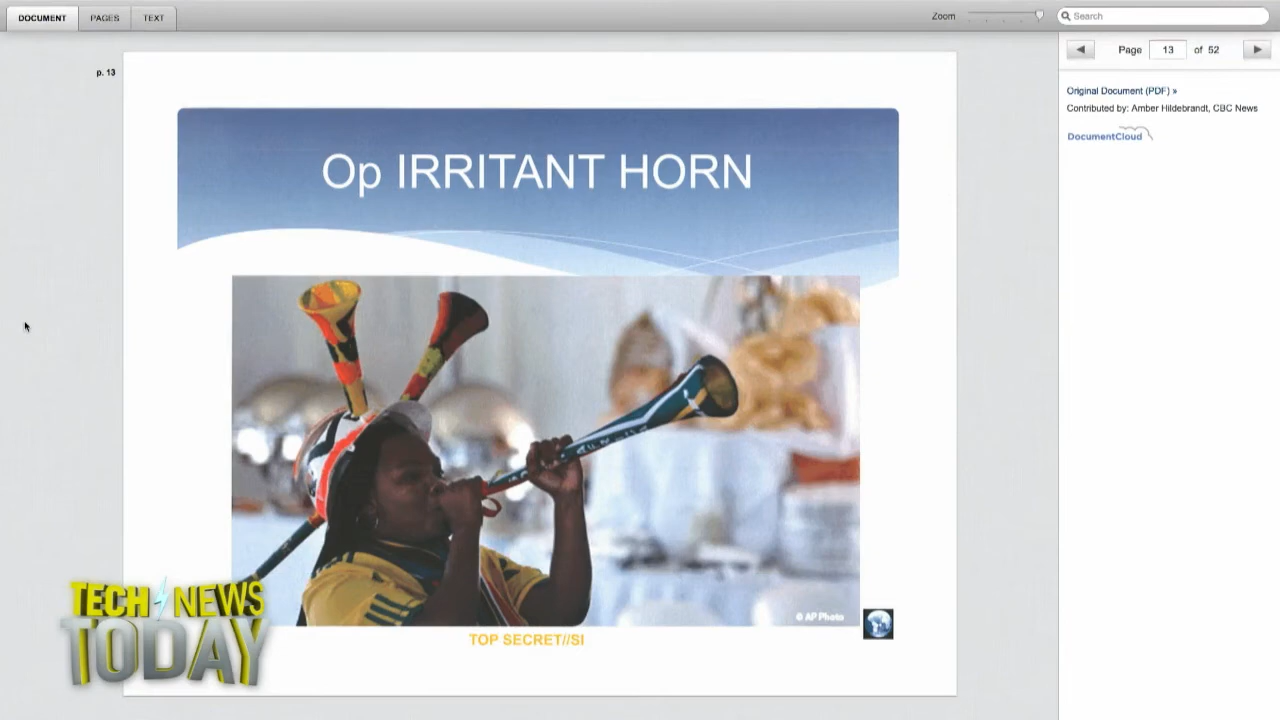 DOCUMENT PAGES TEXT Zoom Search
Page 13 of 52
p. 13
Original Document (PDF) »
Contributed by: Amber Hildebrandt, CBC News
DocumentCloud
Op IRRITANT HORN
© AP Photo
TOP SECRET//SI
TECH NEWS
TODAY